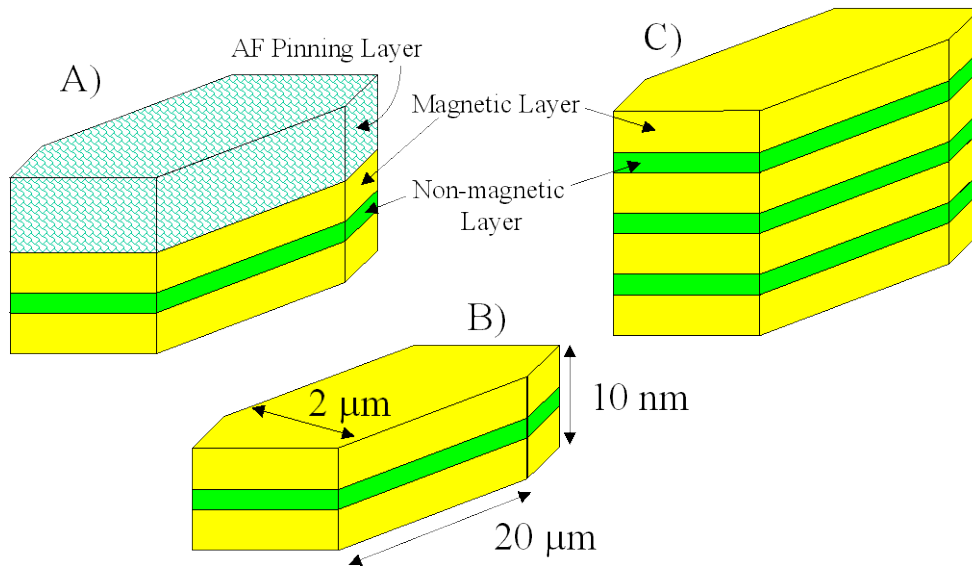 A)
AF Pinning Layer
C)
Magnetic Layer
Non-magnetic
Layer
B)
2 μm
10 nm
20 μm